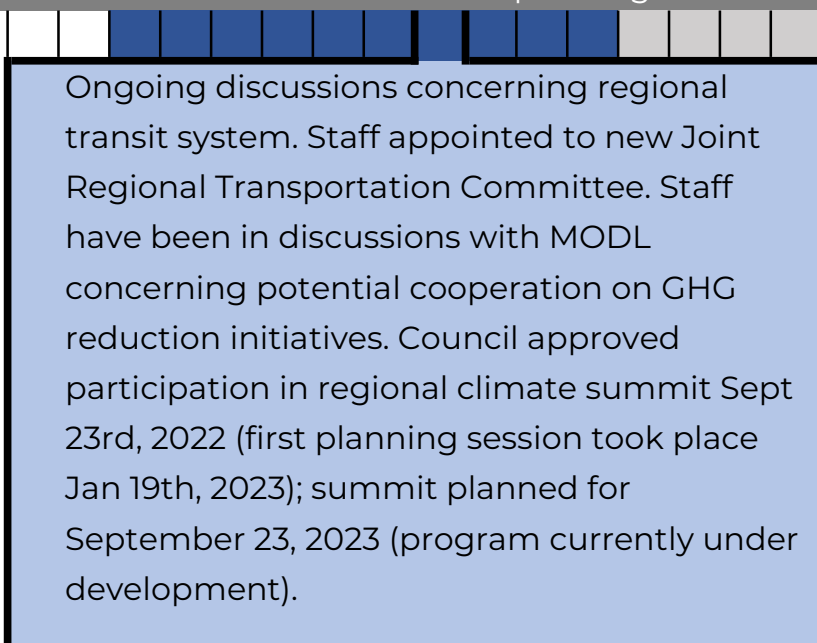 Ongoing discussions concerning regional
transit system. Staff appointed to new Joint
Regional Transportation Committee. Staff
have been in discussions with MODL
concerning potential cooperation on GHG
reduction initiatives. Council approved
participation in regional climate summit Sept
23rd, 2022 (first planning session took place
Jan 19th, 2023); summit planned for
September 23, 2023 (program currently under
development).